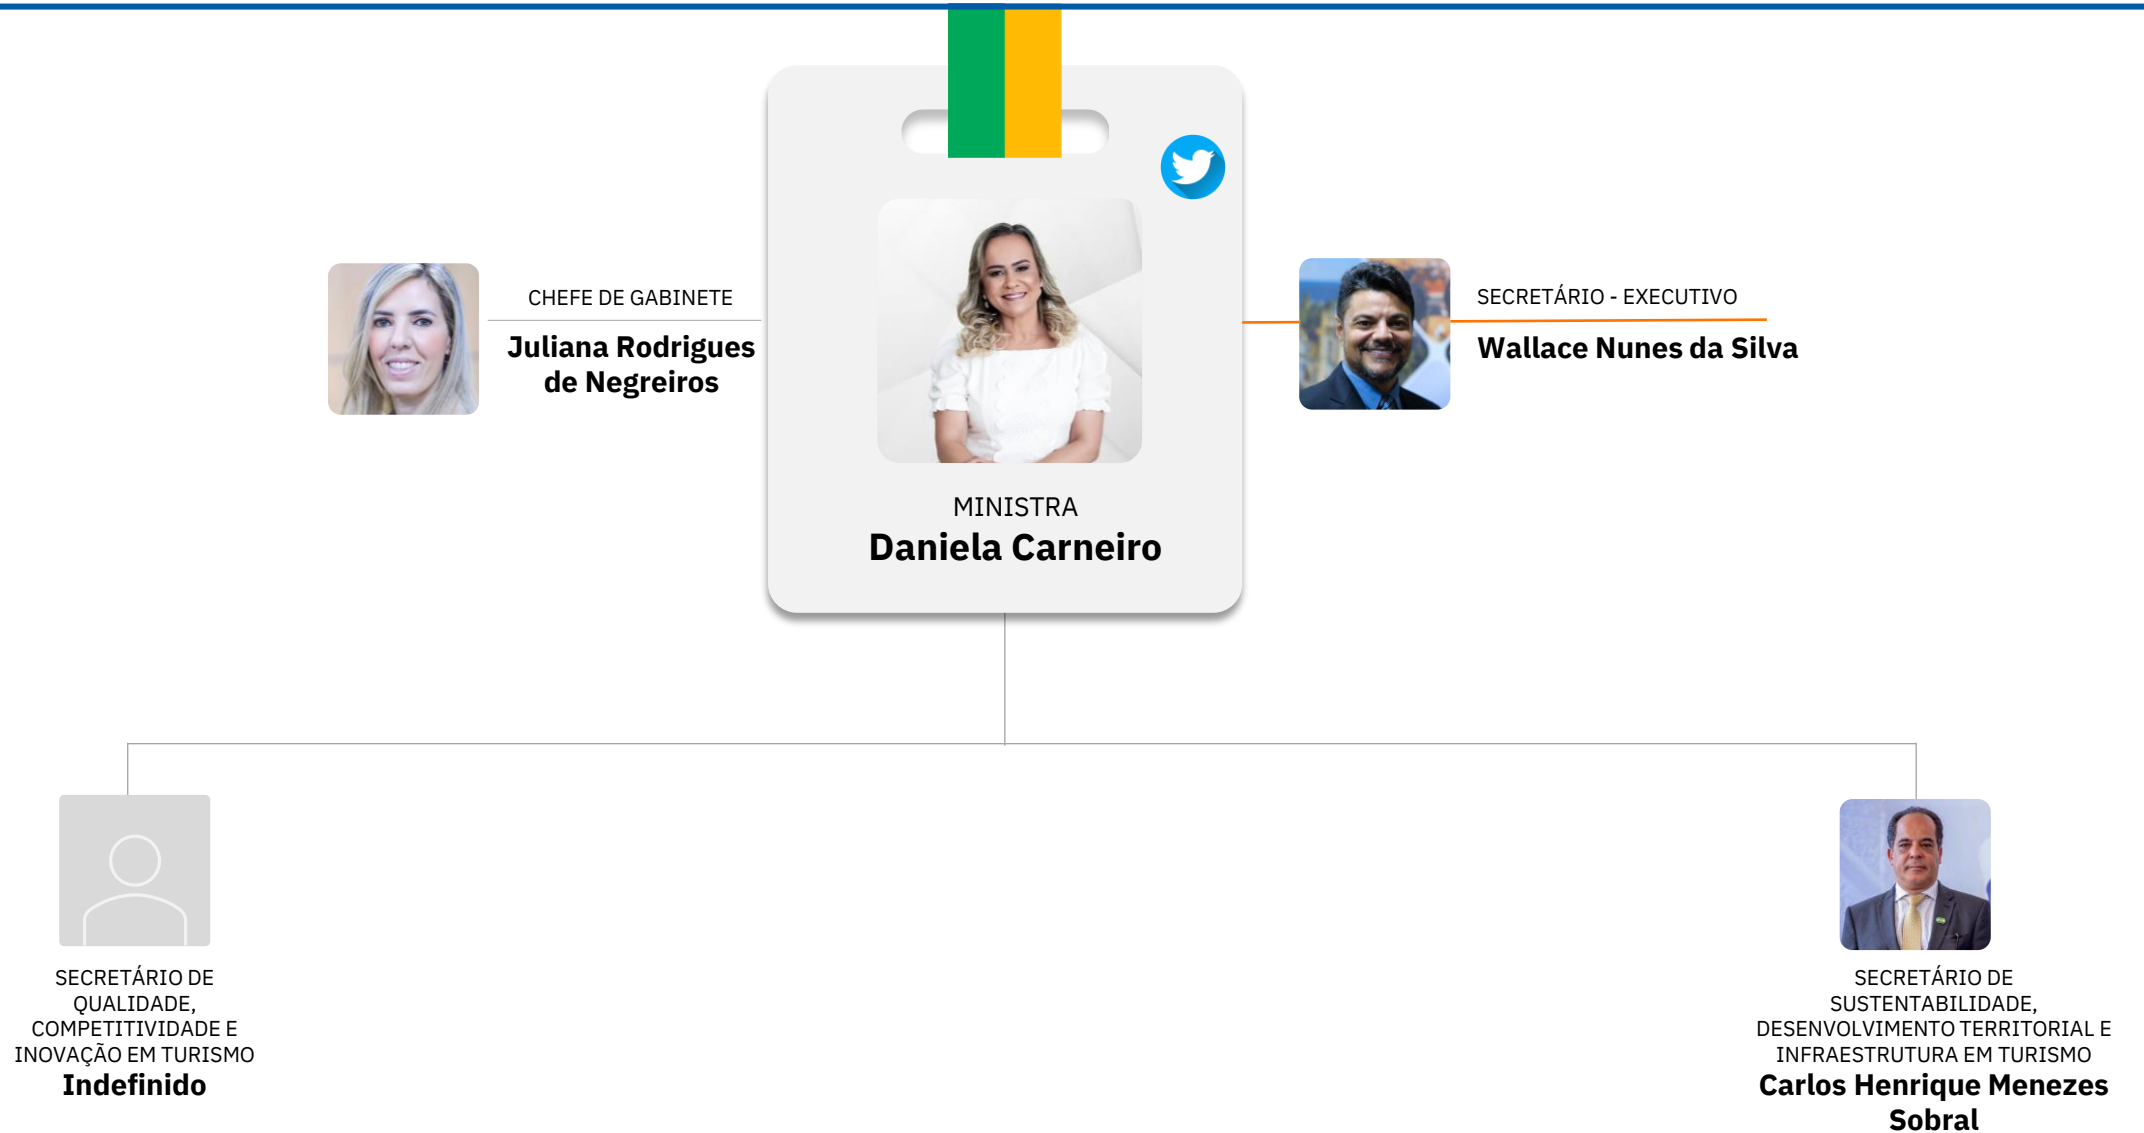 CHEFE DE GABINETE
Juliana Rodrigues
de Negreiros
MINISTRA
Daniela Carneiro
SECRETÁRIO - EXECUTIVO
Wallace Nunes da Silva
SECRETÁRIO DE
QUALIDADE,
COMPETITIVIDADE E
INOVAÇÃO EM TURISMO
Indefinido
SECRETÁRIO DE
SUSTENTABILIDADE,
DESENVOLVIMENTO TERRITORIAL E
INFRAESTRUTURA EM TURISMO
Carlos Henrique Menezes
Sobral